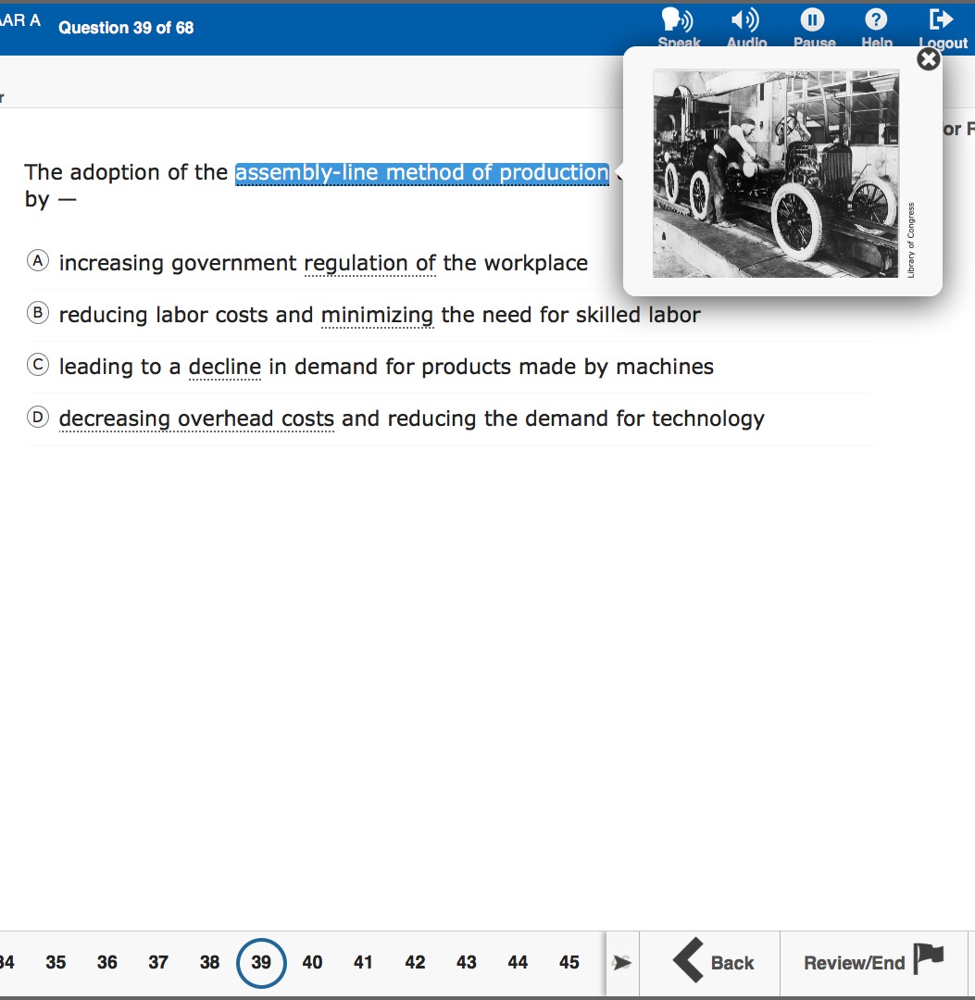 AR A
Question 39 of 68
Speak
Audio
Pause
Help
Logout
or F
r
The adoption of the assembly-line method of production
by —
Library of Congress
A increasing government regulation of the workplace
B reducing labor costs and minimizing the need for skilled labor
C leading to a decline in demand for products made by machines
D decreasing overhead costs and reducing the demand for technology
34 35 36 37 38 39 40 41 42 43 44 45
Back
Review/End